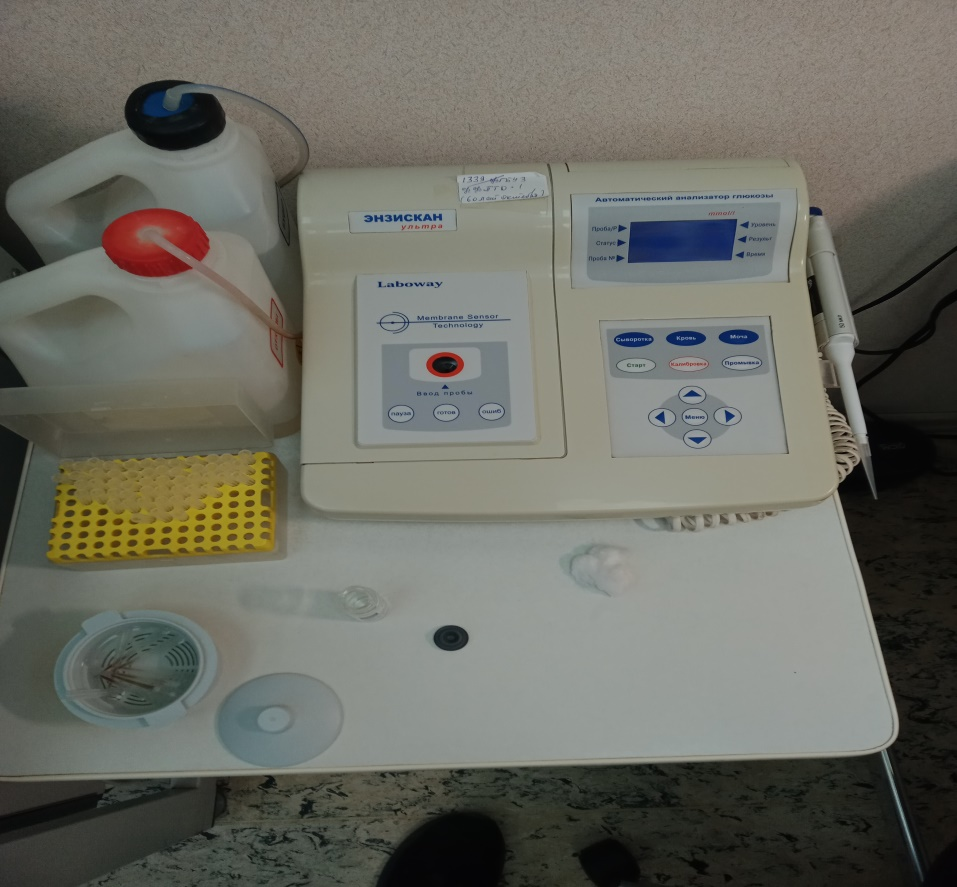 ЭНЗИСКАН
ультра
Laboway
Membrane Sensor
Technology
Ввод пробы
пауза
готов
ошиб
Автоматический анализатор глюкозы
mmol/l
Проба/Р
Статус
Проба №
Уровень
Результ
Время
Сыворотка
Кровь
Моча
Старт
Калибровка
Промывка
Меню